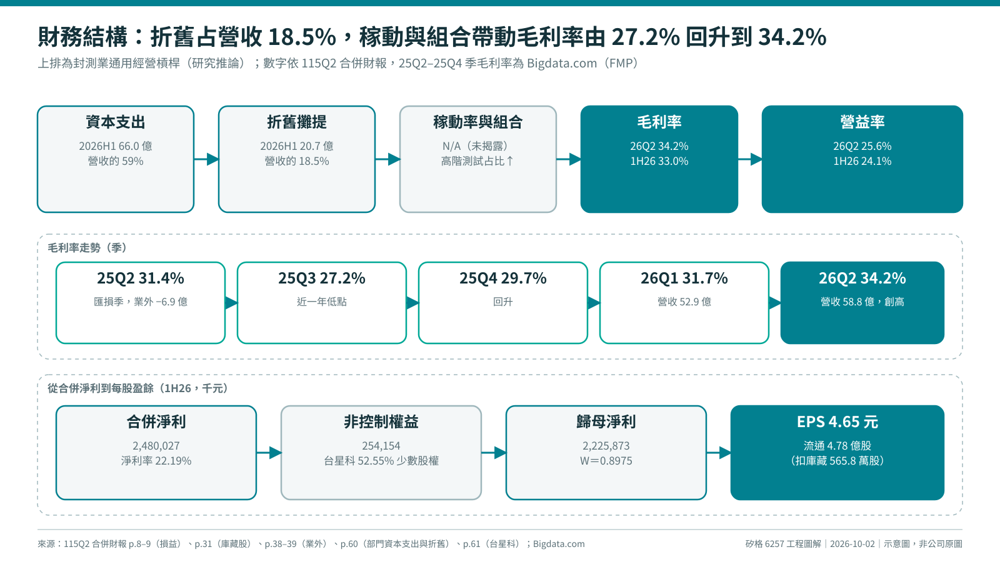 財務結構：折舊占營收 18.5%，稼動與組合帶動毛利率由 27.2% 回升到 34.2%
上排為封測業通用經營槓桿（研究推論）；數字依 115Q2 合併財報，25Q2–25Q4 季毛利率為 Bigdata.com（FMP）
資本支出
2026H1 66.0 億
營收的 59%
折舊攤提
2026H1 20.7 億
營收的 18.5%
稼動率與組合
N/A（未揭露）
高階測試占比↑
毛利率
26Q2 34.2%
1H26 33.0%
營益率
26Q2 25.6%
1H26 24.1%
毛利率走勢（季）
25Q2 31.4%
匯損季，業外 −6.9 億
25Q3 27.2%
近一年低點
25Q4 29.7%
回升
26Q1 31.7%
營收 52.9 億
26Q2 34.2%
營收 58.8 億，創高
從合併淨利到每股盈餘（1H26，千元）
合併淨利
2,480,027
淨利率 22.19%
非控制權益
254,154
台星科 52.55% 少數股權
歸母淨利
2,225,873
W＝0.8975
EPS 4.65 元
流通 4.78 億股
（扣庫藏 565.8 萬股）
來源：115Q2 合併財報 p.8–9（損益）、p.31（庫藏股）、p.38–39（業外）、p.60（部門資本支出與折舊）、p.61（台星科）；Bigdata.com
矽格 6257 工程圖解｜2026-10-02｜示意圖，非公司原圖